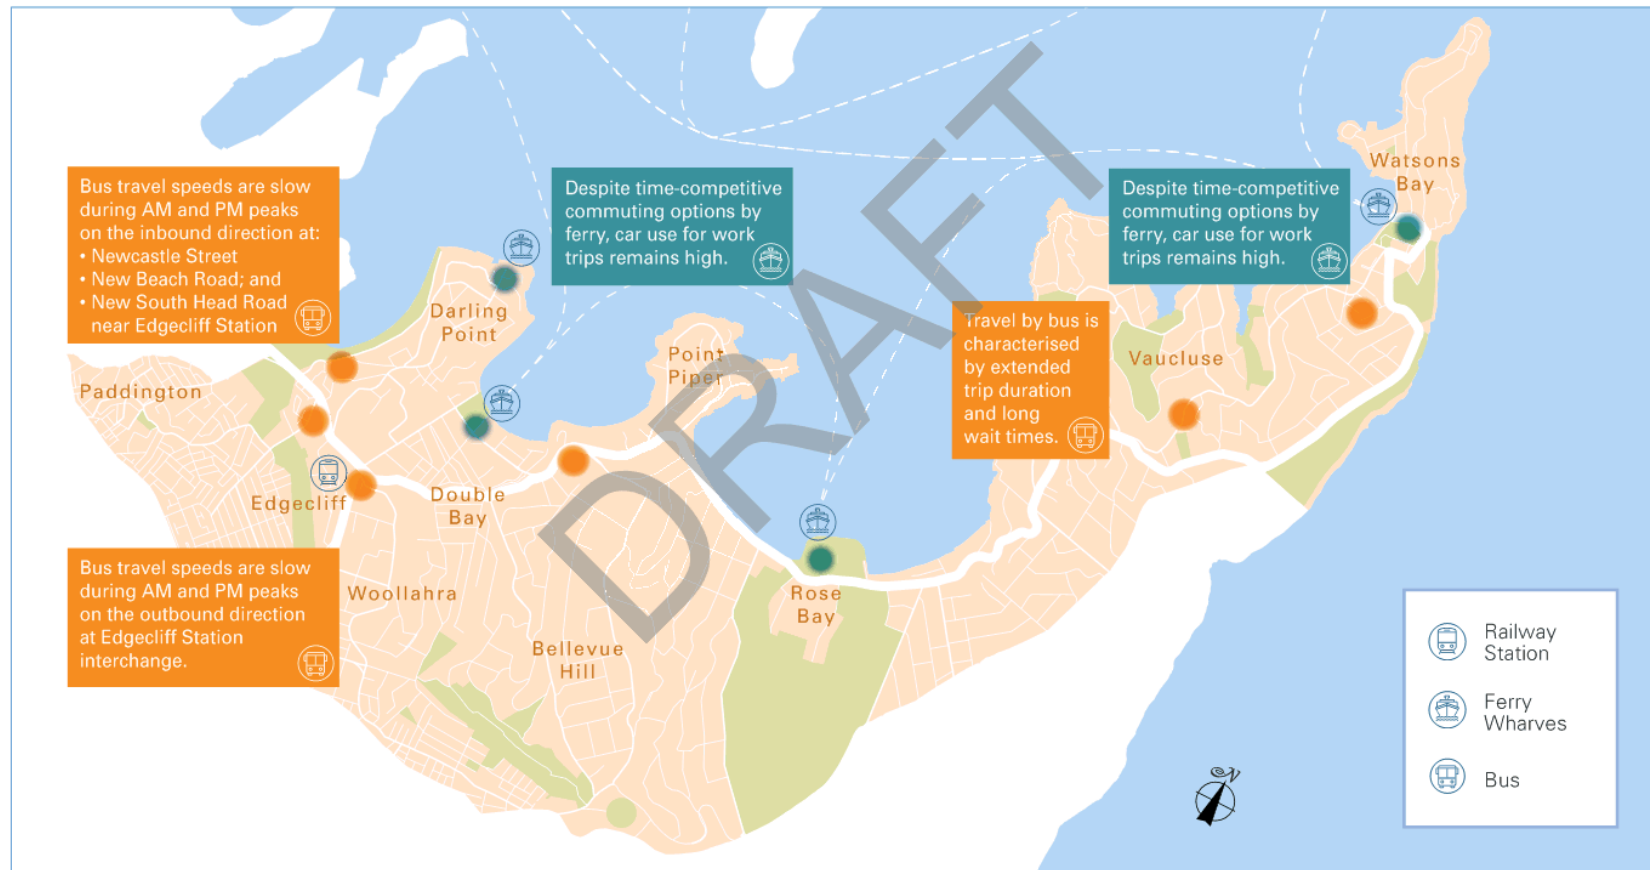 Bus travel speeds are slow
during AM and PM peaks
on the inbound direction at:
• Newcastle Street
• New Beach Road; and
• New South Head Road
near Edgecliff Station
Despite time-competitive
commuting options by
ferry, car use for work
trips remains high.
Despite time-competitive
commuting options by
ferry, car use for work
trips remains high.
Watsons
Bay
Darling
Point
Travel by bus is
characterised
by extended
trip duration
and long
wait times.
Vaucluse
Point
Piper
Paddington
DRAFT
Edgecliff
Double
Bay
Bus travel speeds are slow
during AM and PM peaks
on the outbound direction
at Edgecliff Station
interchange.
Woollahra
Rose
Bay
Bellevue
Hill
Railway
Station
Ferry
Wharves
Bus
N